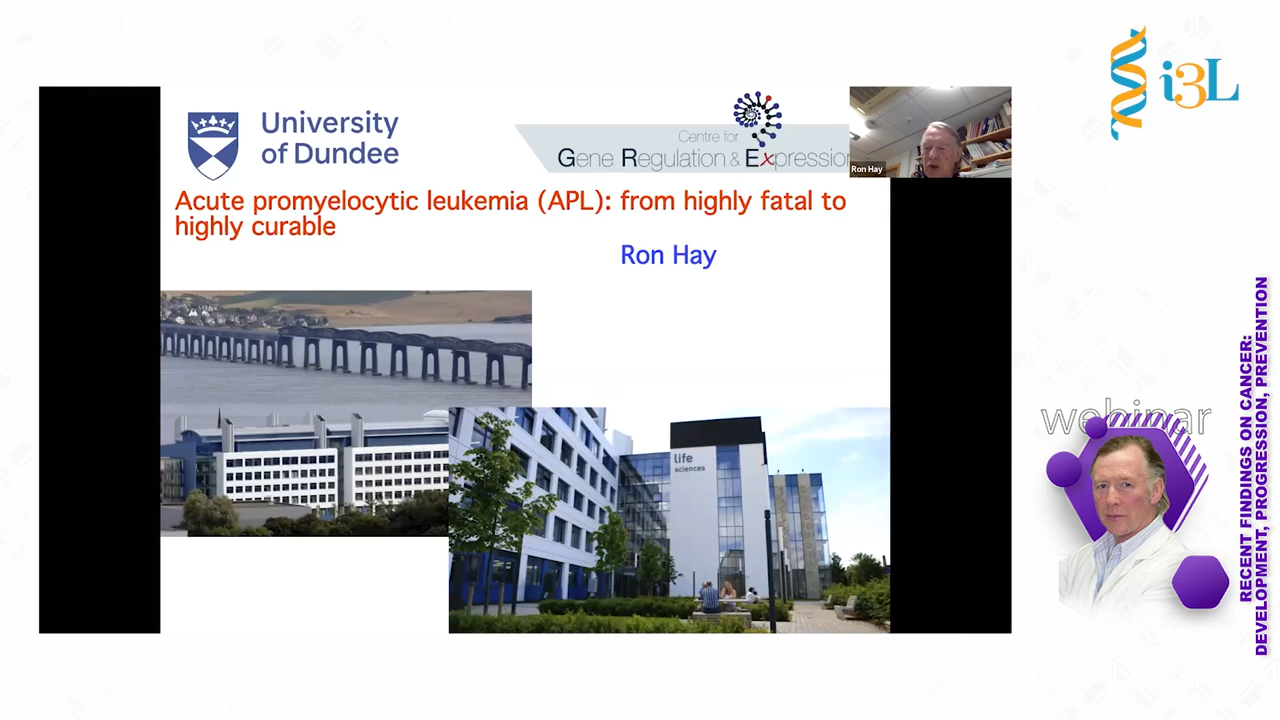 University
of Dundee
Centre for
Gene Regulation & Expression
Ron Hay
Acute promyelocytic leukemia (APL): from highly fatal to
highly curable
Ron Hay
life
sciences
i3L
webinar
RECENT FINDINGS ON CANCER:
DEVELOPMENT, PROGRESSION, PREVENTION